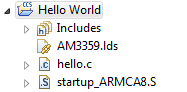 Hello World
Includes
AM3359.lds
hello.c
startup_ARMCA8.S